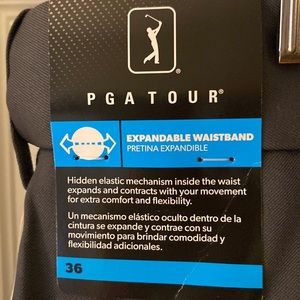 PGA TOUR®
EXPANDABLE WAISTBAND
PRETINA EXPANDIBLE
Hidden elastic mechanism inside the waist
expands and contracts with your movement
for extra comfort and flexibility.
Un mecanismo elástico oculto dentro de la
cintura se expande y contrae con su
movimiento para brindar comodidad y
flexibilidad adicionales.
36